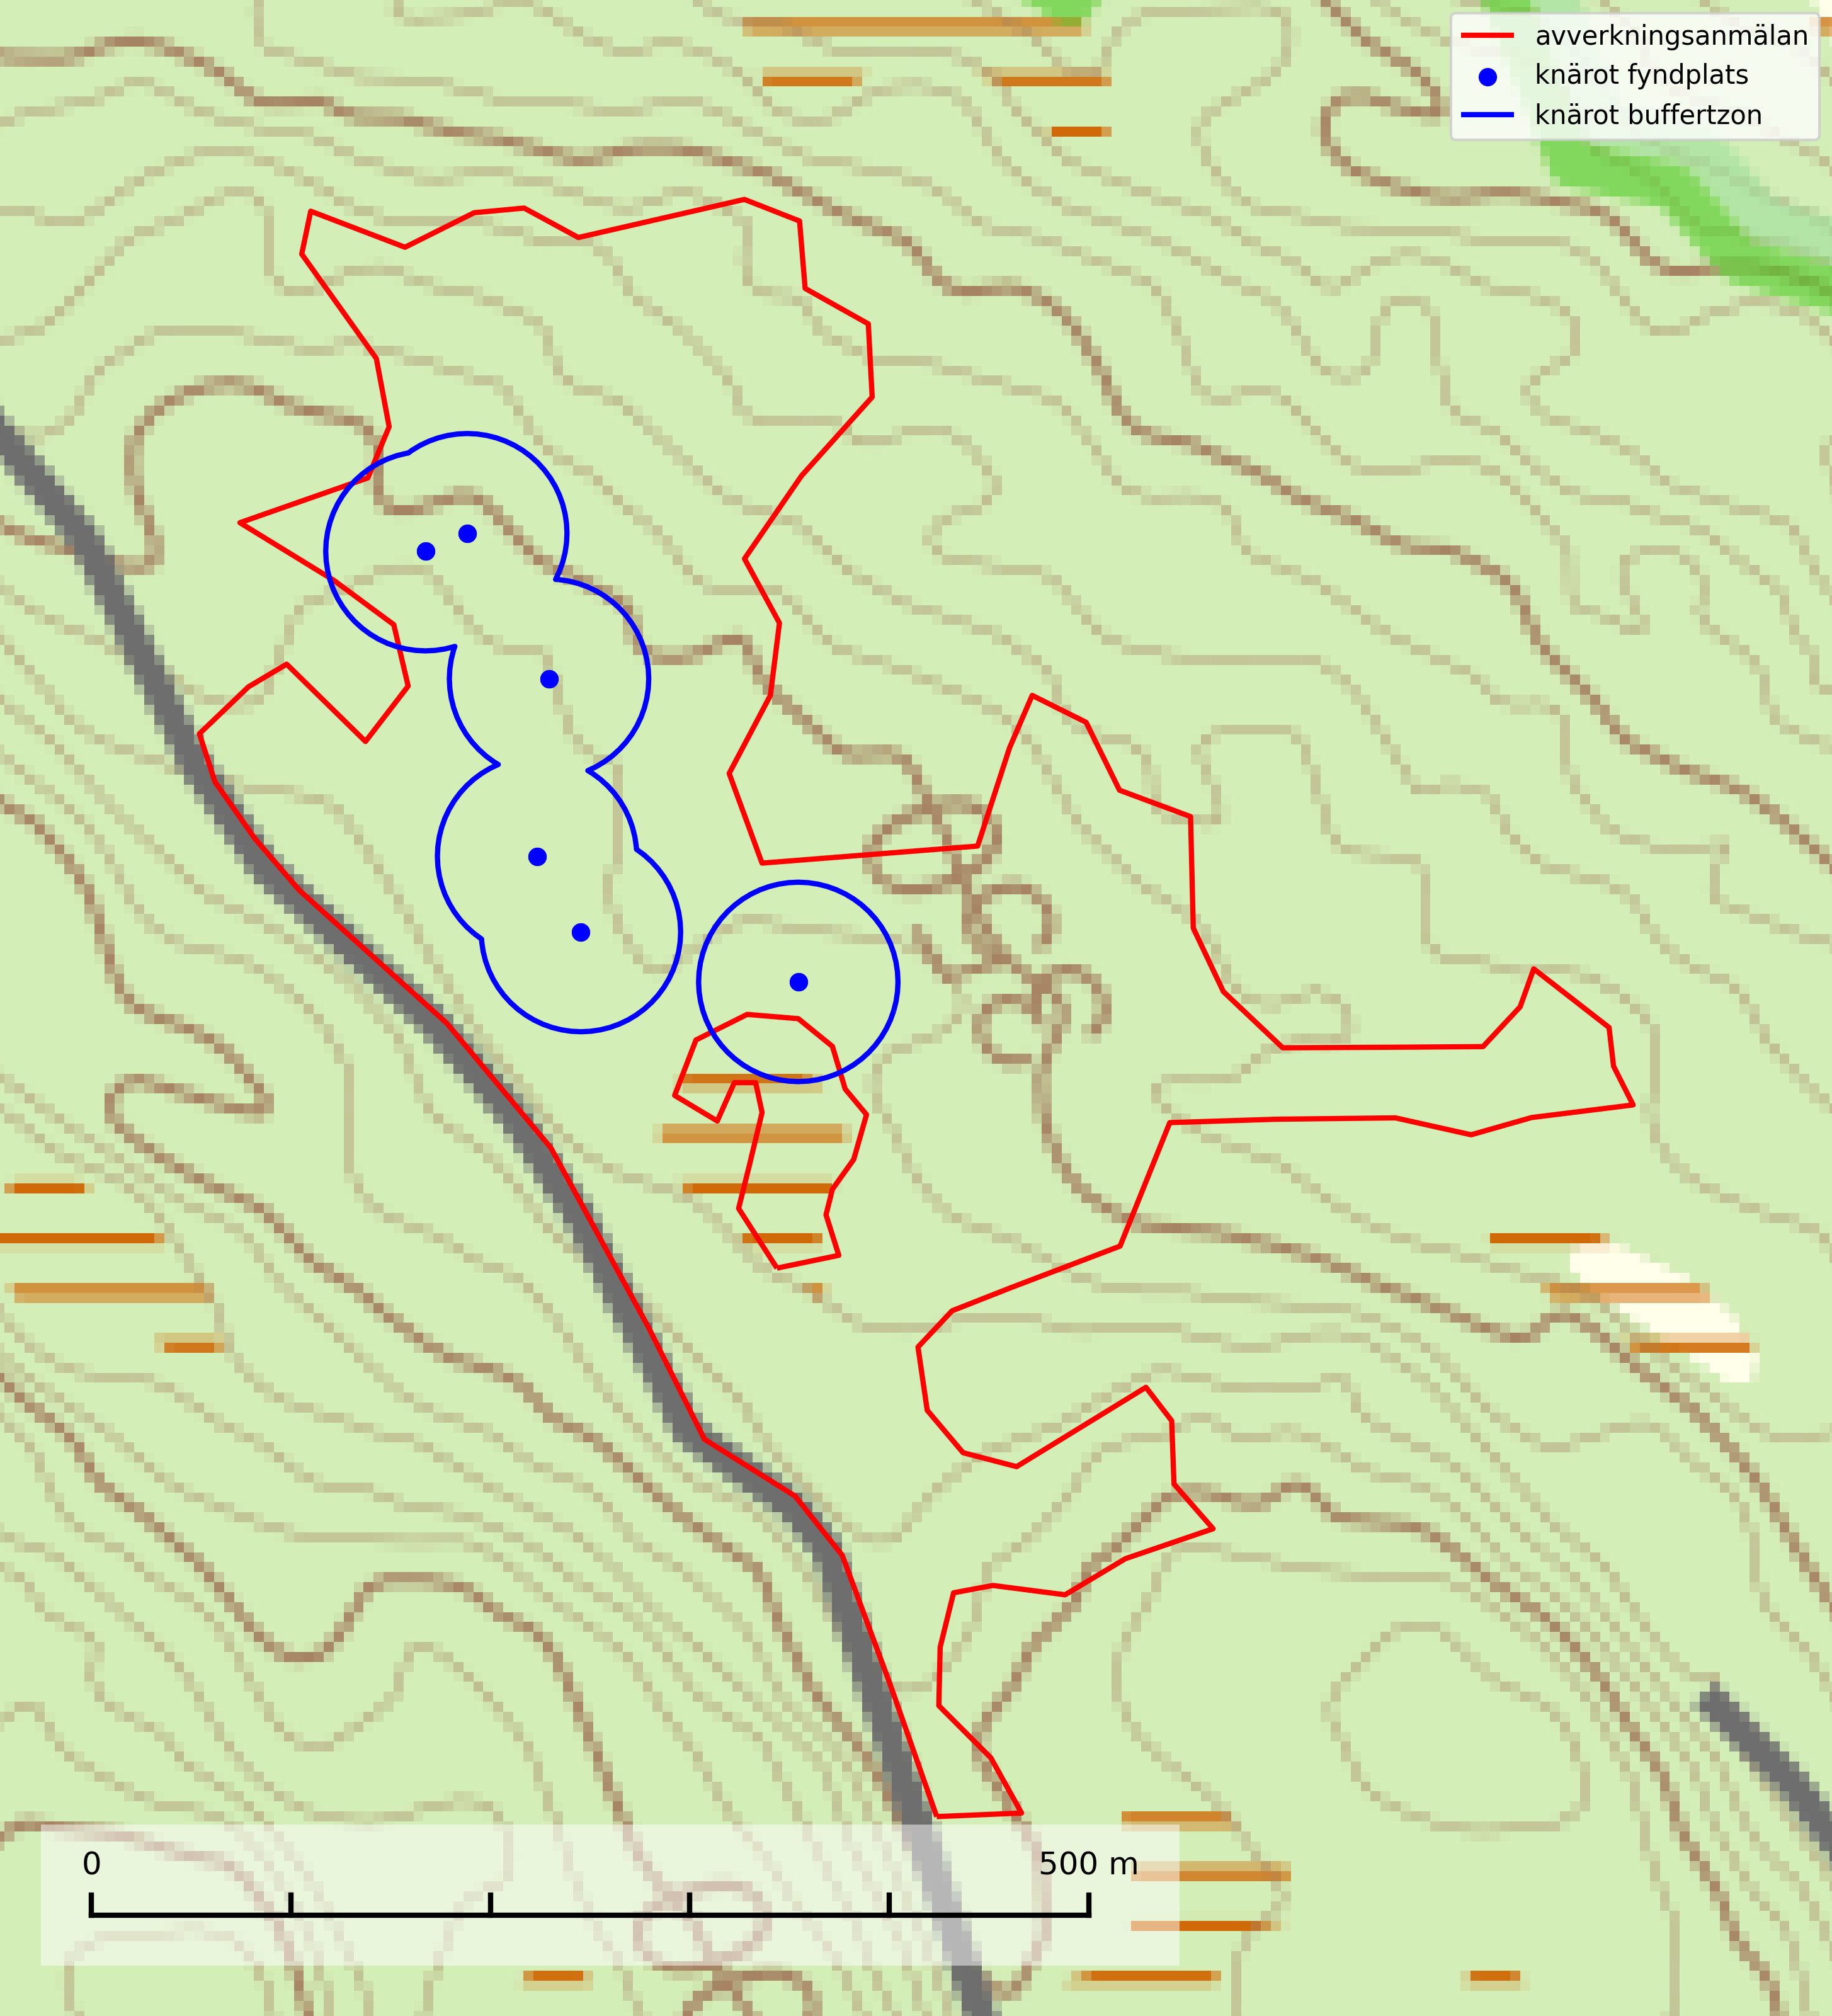 avverkningsanmälan
knärot fyndplats
knärot buffertzon
0
500 m